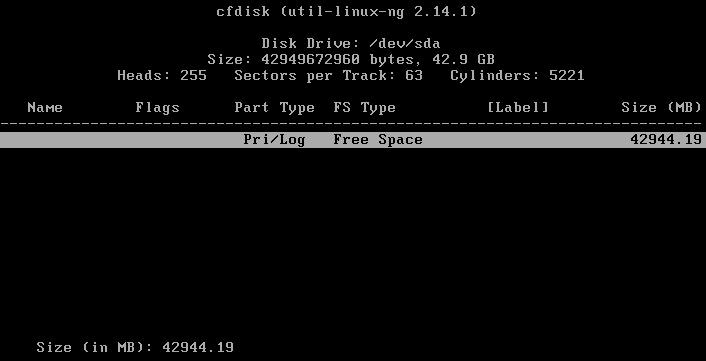 cfdisk (util-linux-ng 2.14.1)
Disk Drive: /dev/sda
Size: 42949672960 bytes, 42.9 GB
Heads: 255   Sectors per Track: 63   Cylinders: 5221
Name   Flags   Part Type   FS Type   [Label]   Size (MB)
------------------------------------------------------------------------------
Pri/Log   Free Space   42944.19
Size (in MB): 42944.19